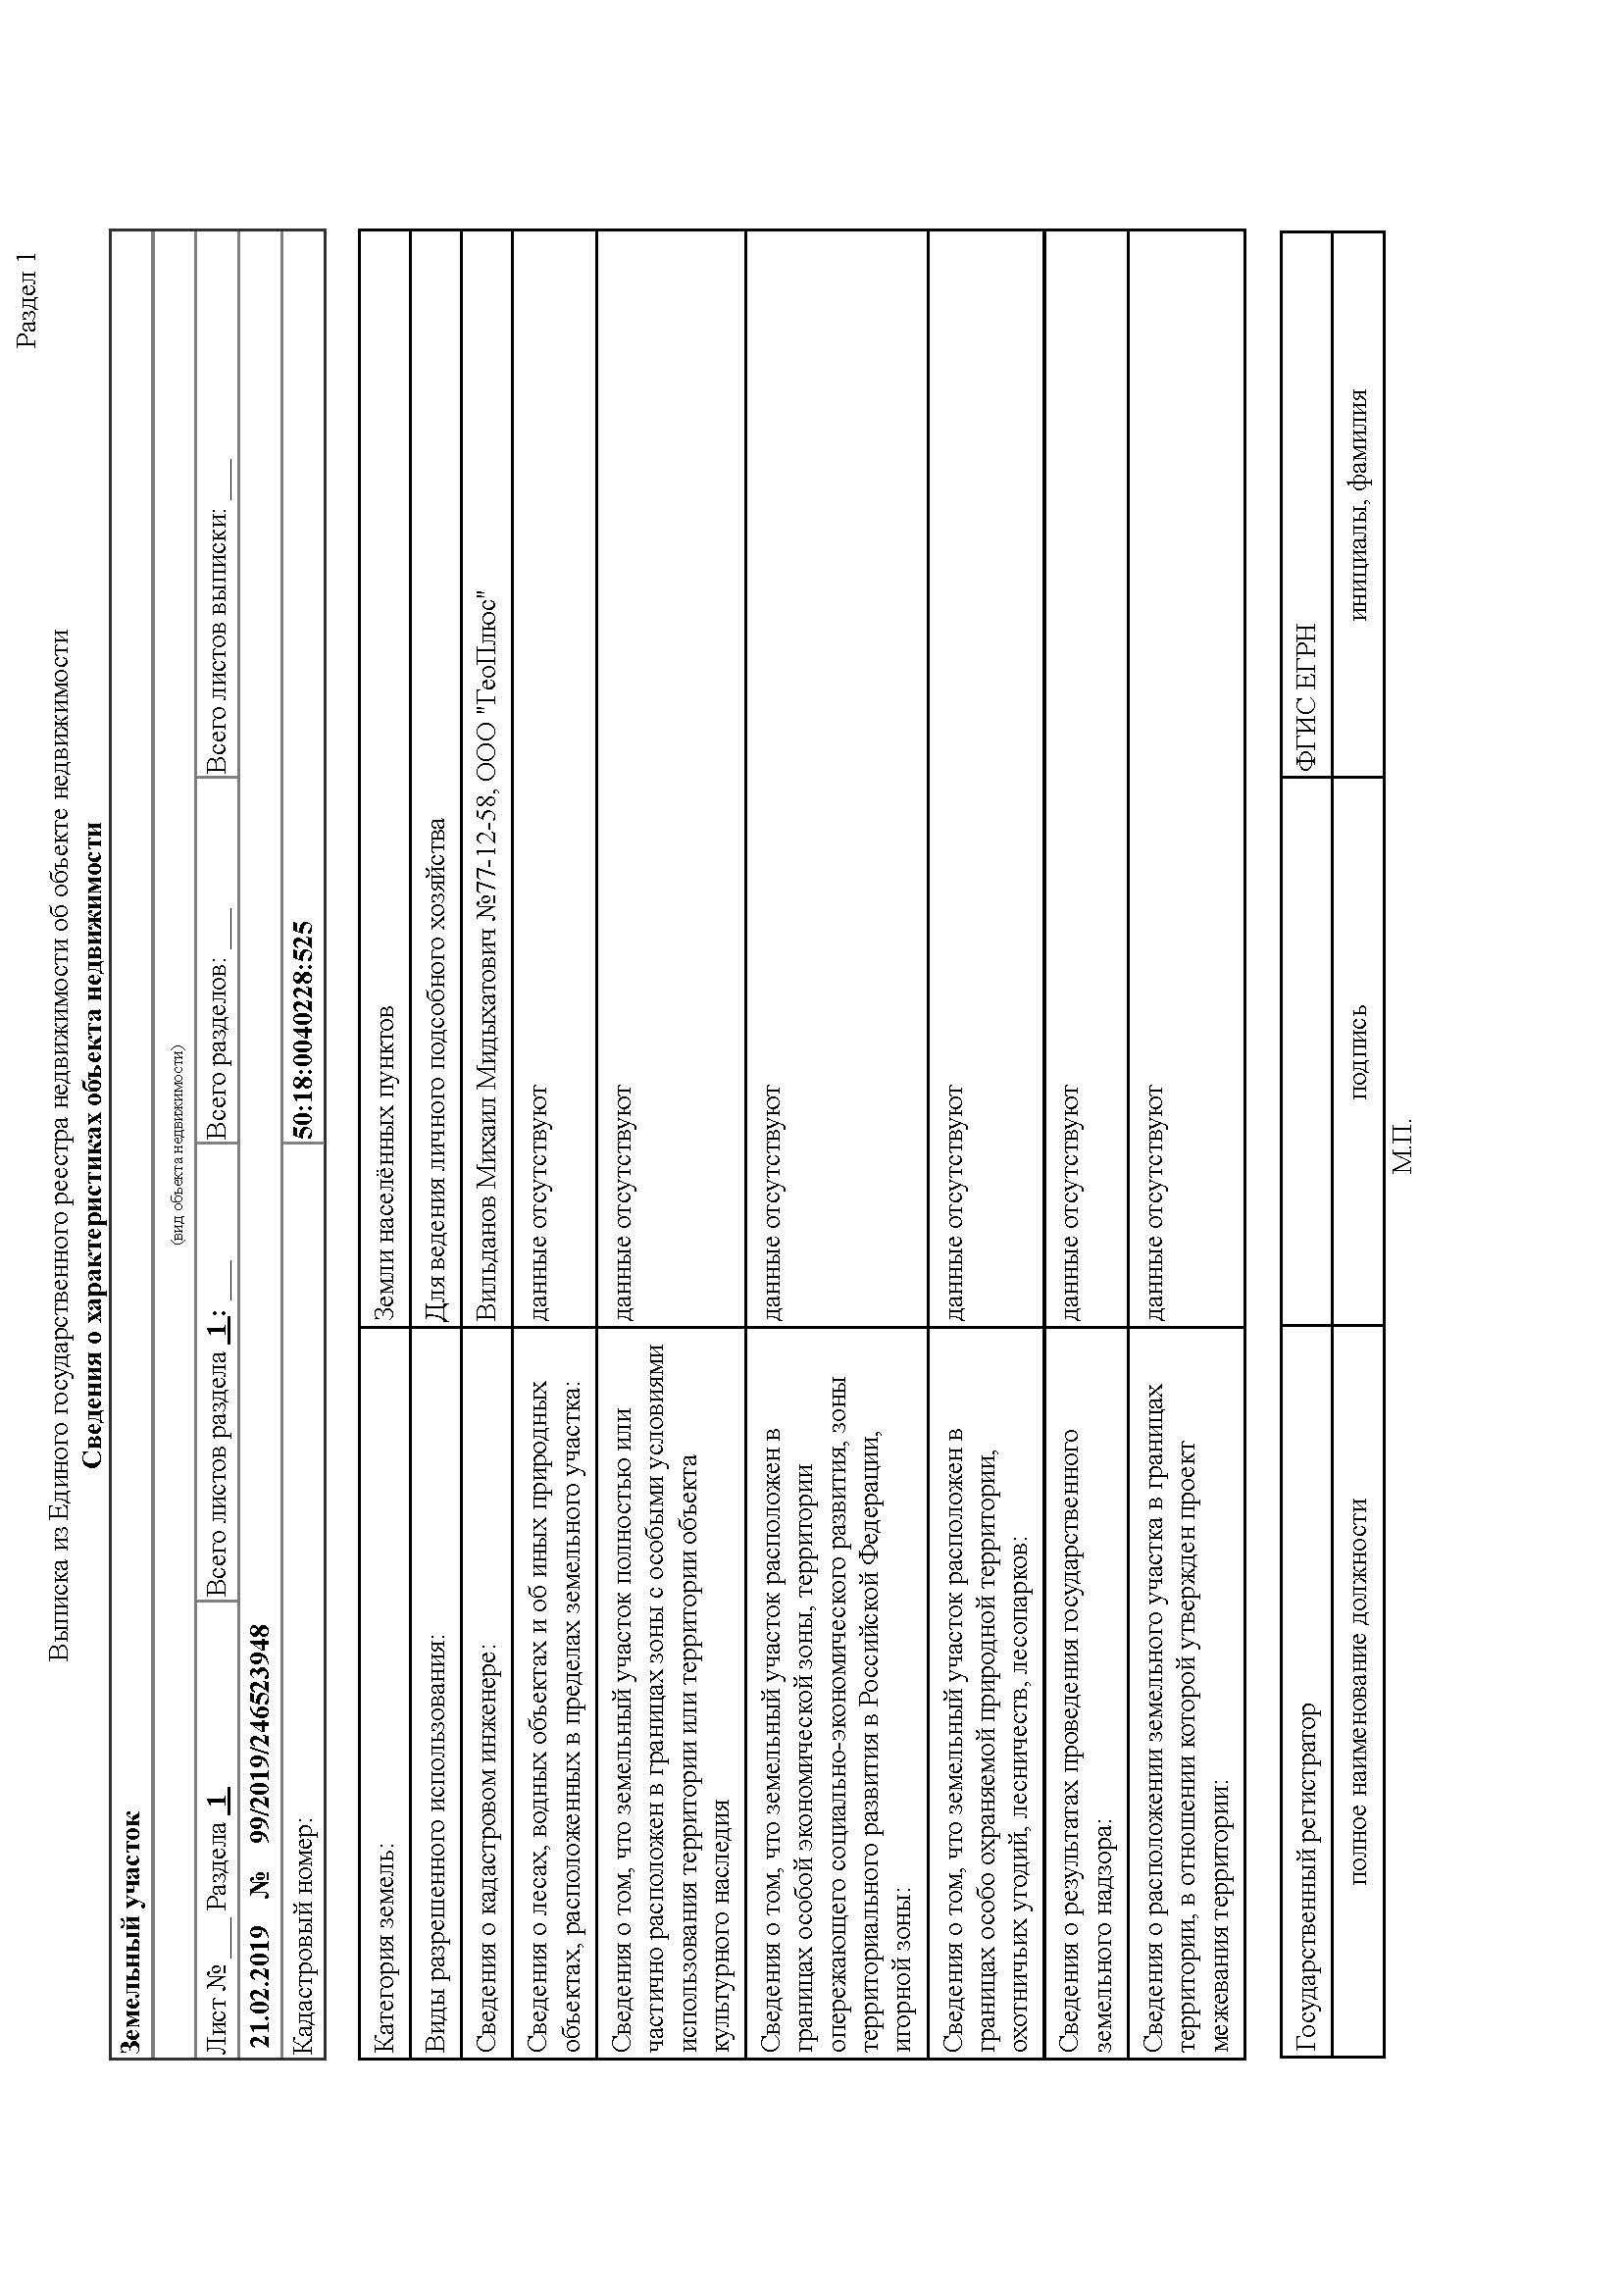 Раздел 1
Выписка из Единого государственного реестра недвижимости об объекте недвижимости
Сведения о характеристиках объекта недвижимости
Земельный участок
(вид объекта недвижимости)
Лист № ___ Раздела 1 Всего листов раздела 1: ___ Всего разделов: ___ Всего листов выписки: ___
21.02.2019 № 99/2019/246523948
Кадастровый номер: 50:18:0040228:525
Категория земель: Земли населённых пунктов
Виды разрешенного использования: Для ведения личного подсобного хозяйства
Сведения о кадастровом инженере: Вильданов Михаил Мидыхатович №77-12-58, ООО "ГеоПлюс"
Сведения о лесах, водных объектах и об иных природных
объектах, расположенных в пределах земельного участка:
данные отсутствуют
Сведения о том, что земельный участок полностью или
частично расположен в границах зоны с особыми условиями
использования территории или территории объекта
культурного наследия
данные отсутствуют
Сведения о том, что земельный участок расположен в
границах особой экономической зоны, территории
опережающего социально-экономического развития, зоны
территориального развития в Российской Федерации,
игорной зоны:
данные отсутствуют
Сведения о том, что земельный участок расположен в
границах особо охраняемой природной территории,
охотничьих угодий, лесничеств, лесопарков:
данные отсутствуют
Сведения о результатах проведения государственного
земельного надзора:
данные отсутствуют
Сведения о расположении земельного участка в границах
территории, в отношении которой утвержден проект
межевания территории:
данные отсутствуют
Государственный регистратор ФГИС ЕГРН
полное наименование должности подпись инициалы, фамилия
М.П.